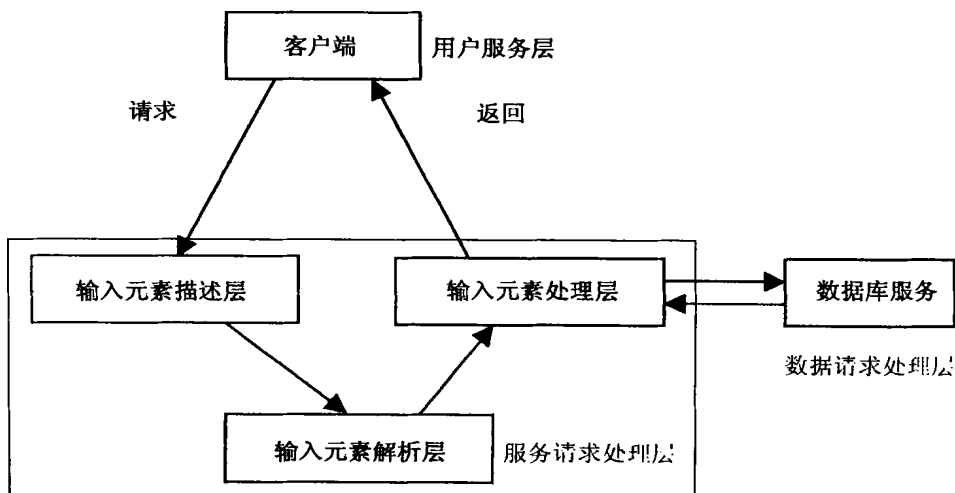 客户端
用户服务层
请求
返回
输入元素描述层
输入元素处理层
数据库服务
数据请求处理层
输入元素解析层
服务请求处理层